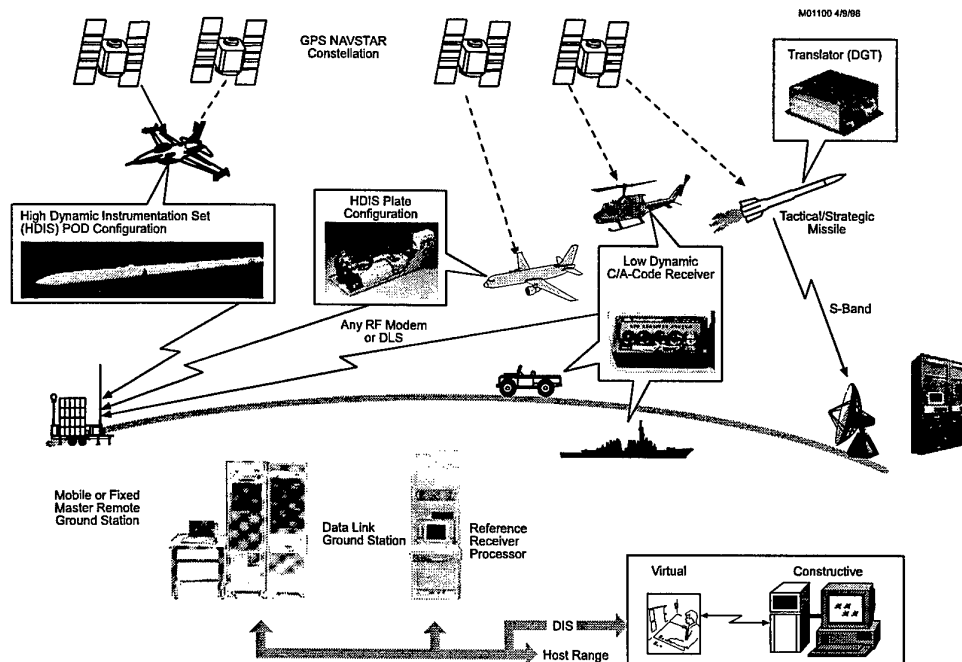 M01100 4/9/98
GPS NAVSTAR
Constellation
Translator (DGT)
High Dynamic Instrumentation Set
(HDIS) POD Configuration
HDIS Plate
Configuration
Low Dynamic
C/A-Code Receiver
Tactical/Strategic
Missile
S-Band
Any RF Modem
or DLS
Mobile or Fixed
Master Remote
Ground Station
Data Link
Ground Station
Reference
Receiver
Processor
Virtual
Constructive
DIS
Host Range